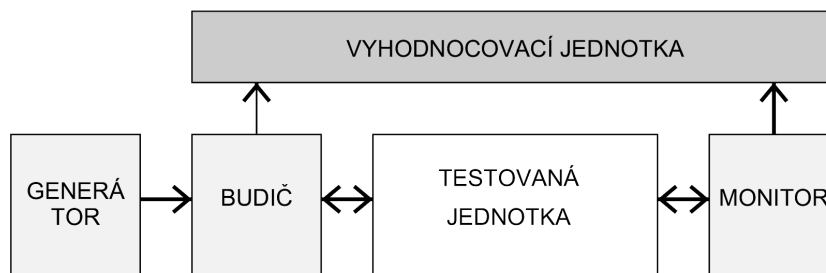 VYHODNOCOVACÍ JEDNOTKA
GENERÁ
TOR
BUDIČ
TESTOVANÁ
JEDNOTKA
MONITOR